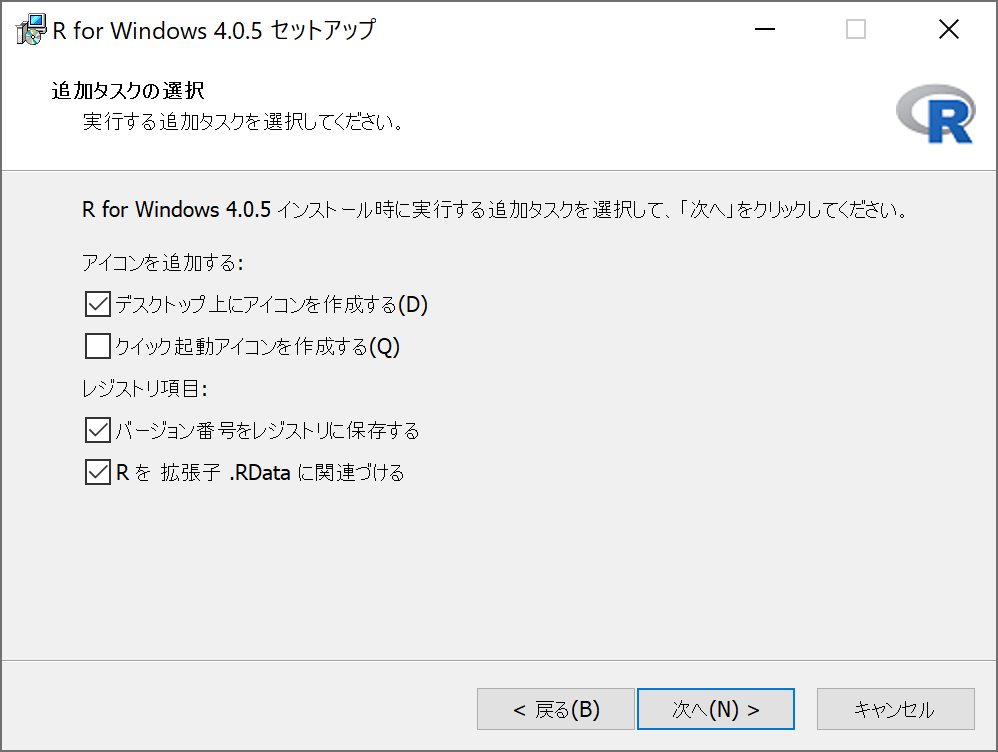 R for Windows 4.0.5 セットアップ
追加タスクの選択
実行する追加タスクを選択してください。
R
R for Windows 4.0.5 インストール時に実行する追加タスクを選択して、「次へ」をクリックしてください。
アイコンを追加する:
デスクトップ上にアイコンを作成する(D)
クイック起動アイコンを作成する(Q)
レジストリ項目:
バージョン番号をレジストリに保存する
R を 拡張子 .RData に関連づける
< 戻る(B) 次へ(N) > キャンセル